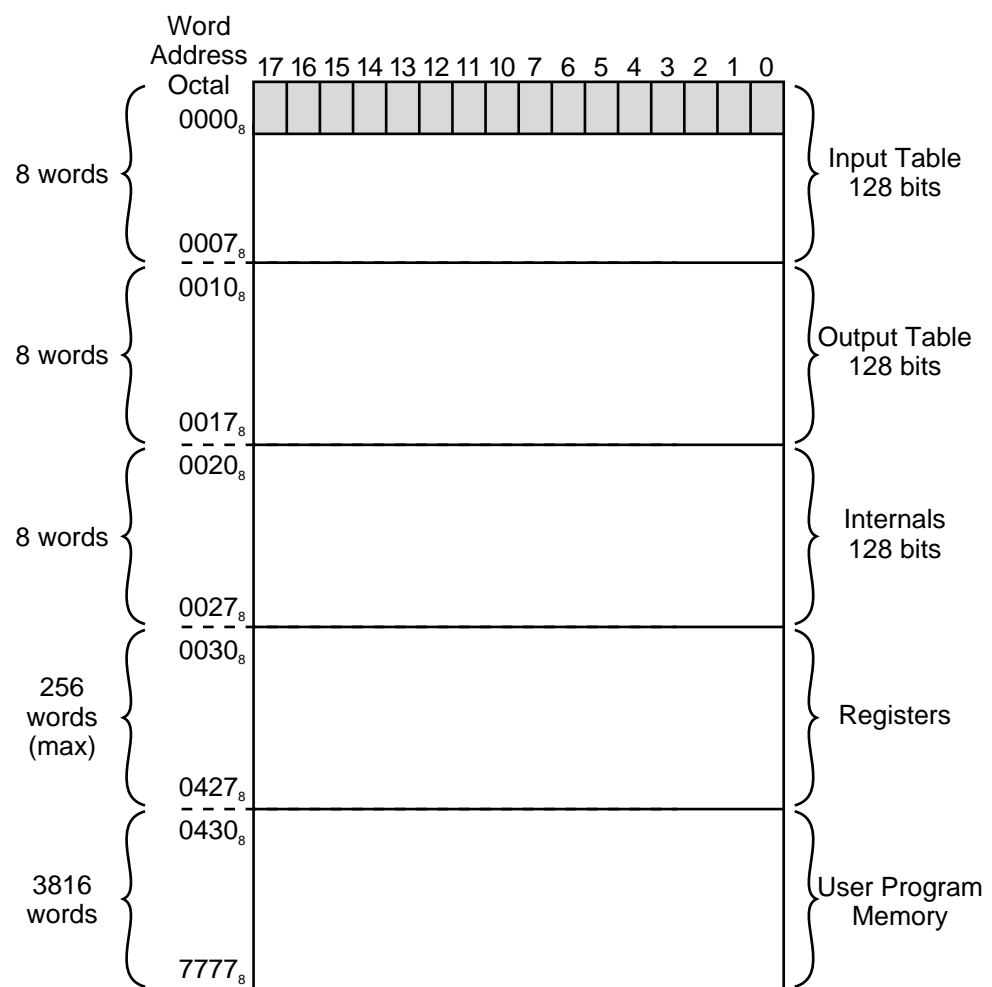 Word
Address
Octal
17 16 15 14 13 12 11 10 7 6 5 4 3 2 1 0
0000₈
8 words
Input Table
128 bits
0007₈
0010₈
8 words
Output Table
128 bits
0017₈
0020₈
8 words
Internals
128 bits
0027₈
0030₈
256
words
(max)
Registers
0427₈
0430₈
3816
words
User Program
Memory
7777₈